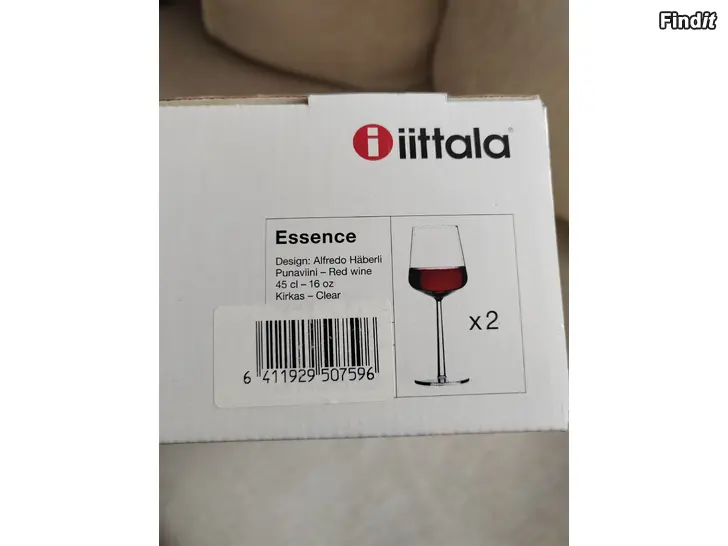 Findit
iittala
Essence
Design: Alfredo Häberli
Punaviini – Red wine
45 cl – 16 oz
Kirkas – Clear
x2
6 411929 507596